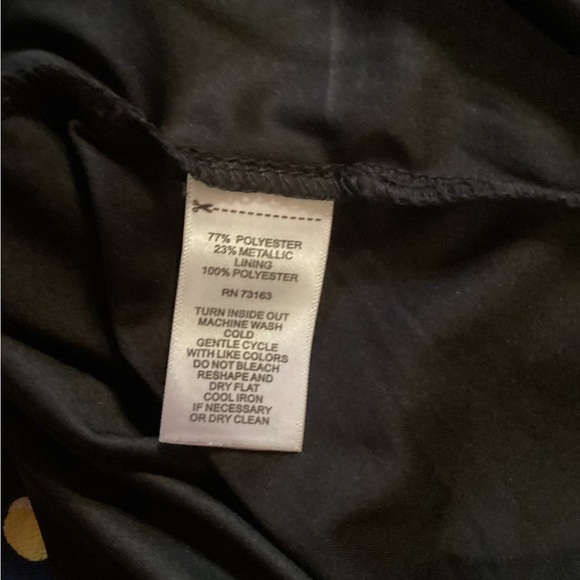 77% POLYESTER
23% METALLIC
LINING
100% POLYESTER
RN 73163
TURN INSIDE OUT
MACHINE WASH
COLD
GENTLE CYCLE
WITH LIKE COLORS
DO NOT BLEACH
RESHAPE AND
DRY FLAT
COOL IRON
IF NECESSARY
OR DRY CLEAN